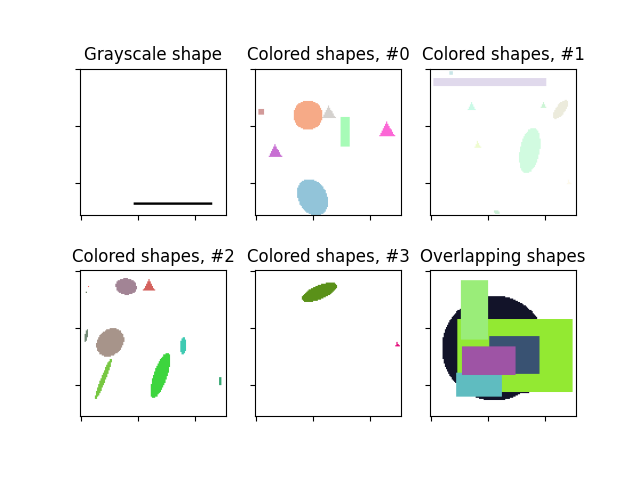 Grayscale shape
Colored shapes, #0
Colored shapes, #1
Colored shapes, #2
Colored shapes, #3
Overlapping shapes